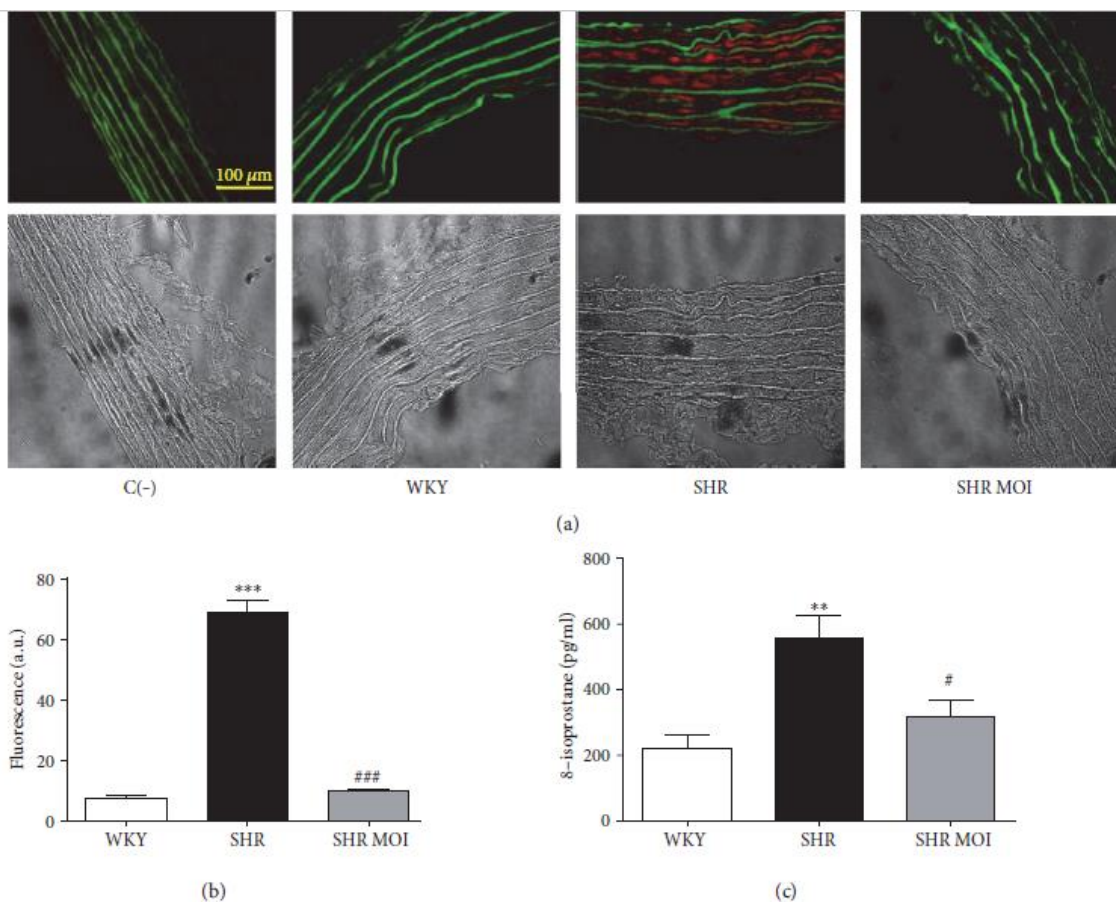 100 μm
C(−)
WKY
SHR
SHR MOI
(a)
Fluorescence (a.u.)
80
60
40
20
0
***
###
WKY
SHR
SHR MOI
(b)
8−isoprostane (pg/ml)
800
600
400
200
0
**
#
WKY
SHR
SHR MOI
(c)